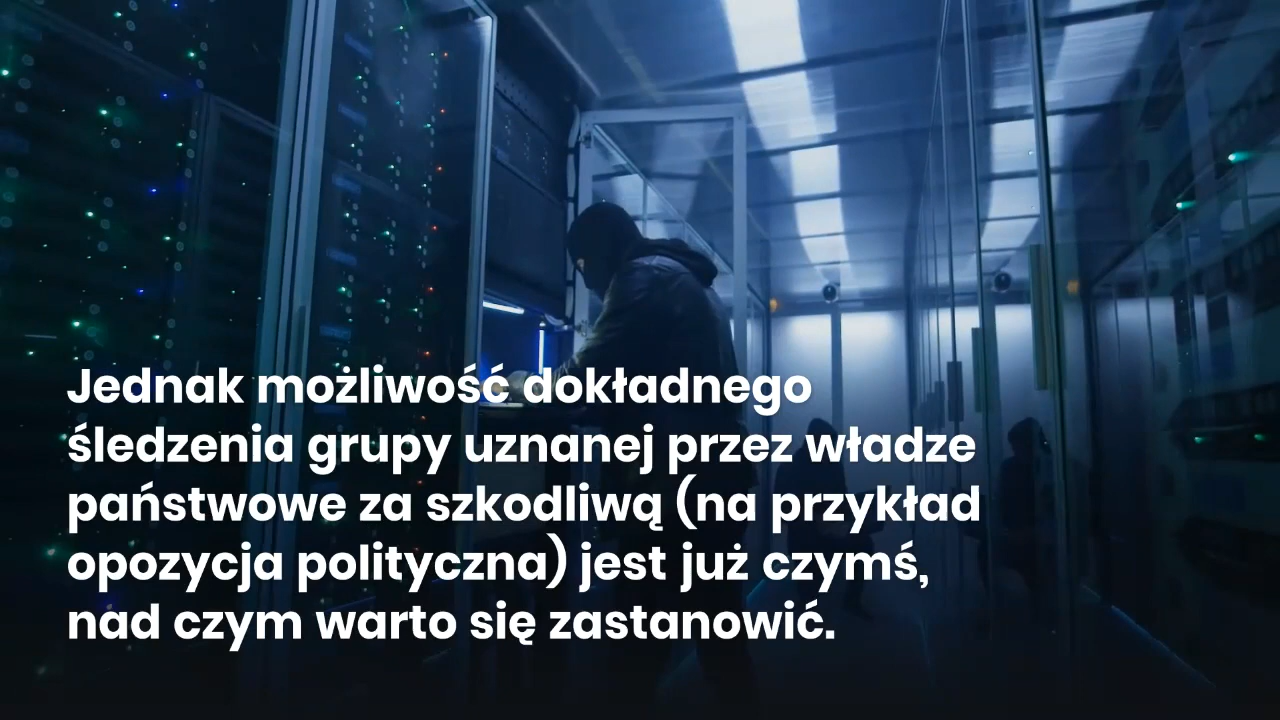 Jednak możliwość dokładnego
śledzenia grupy uznanej przez władze
państwowe za szkodliwą (na przykład
opozycja polityczna) jest już czymś,
nad czym warto się zastanowić.